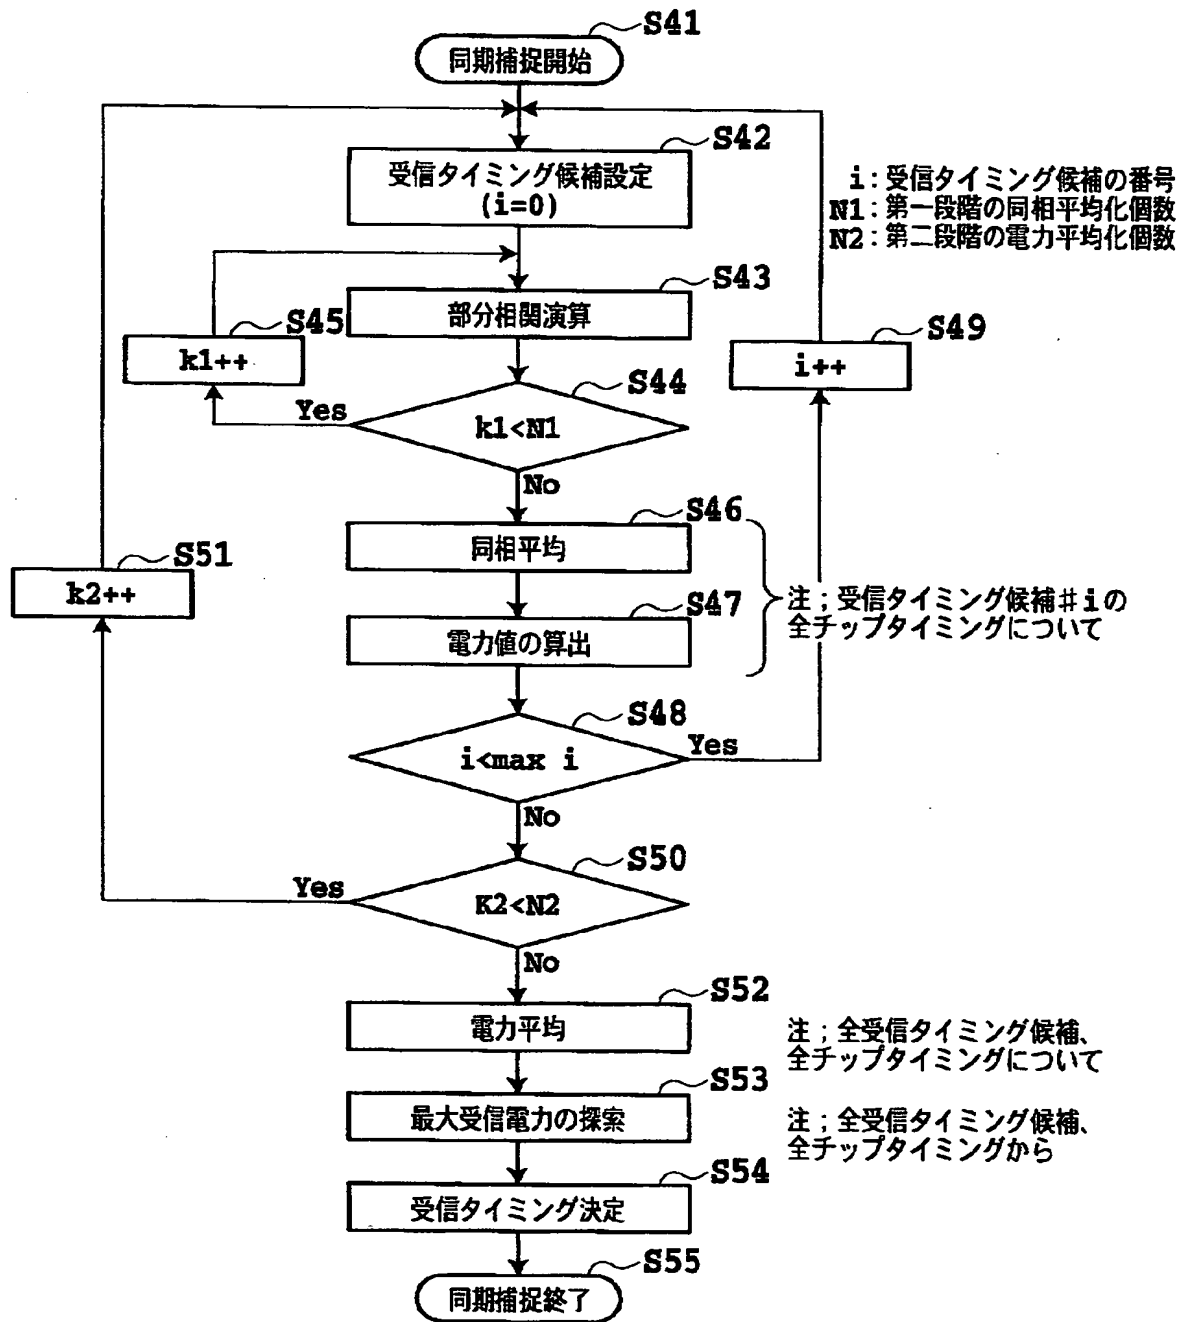 S41
同期捕捉開始
S42
受信タイミング候補設定
(i=0)
i:受信タイミング候補の番号
N1:第一段階の同相平均化個数
N2:第二段階の電力平均化個数
S43
部分相関演算
S45
k1++
S49
i++
S44
Yes
k1<N1
No
S46
同相平均
S51
k2++
S47
電力値の算出
注;受信タイミング候補#iの
全チップタイミングについて
S48
i<max i
Yes
No
S50
Yes
K2<N2
No
S52
電力平均
注;全受信タイミング候補、
全チップタイミングについて
S53
最大受信電力の探索
注;全受信タイミング候補、
全チップタイミングから
S54
受信タイミング決定
S55
同期捕捉終了